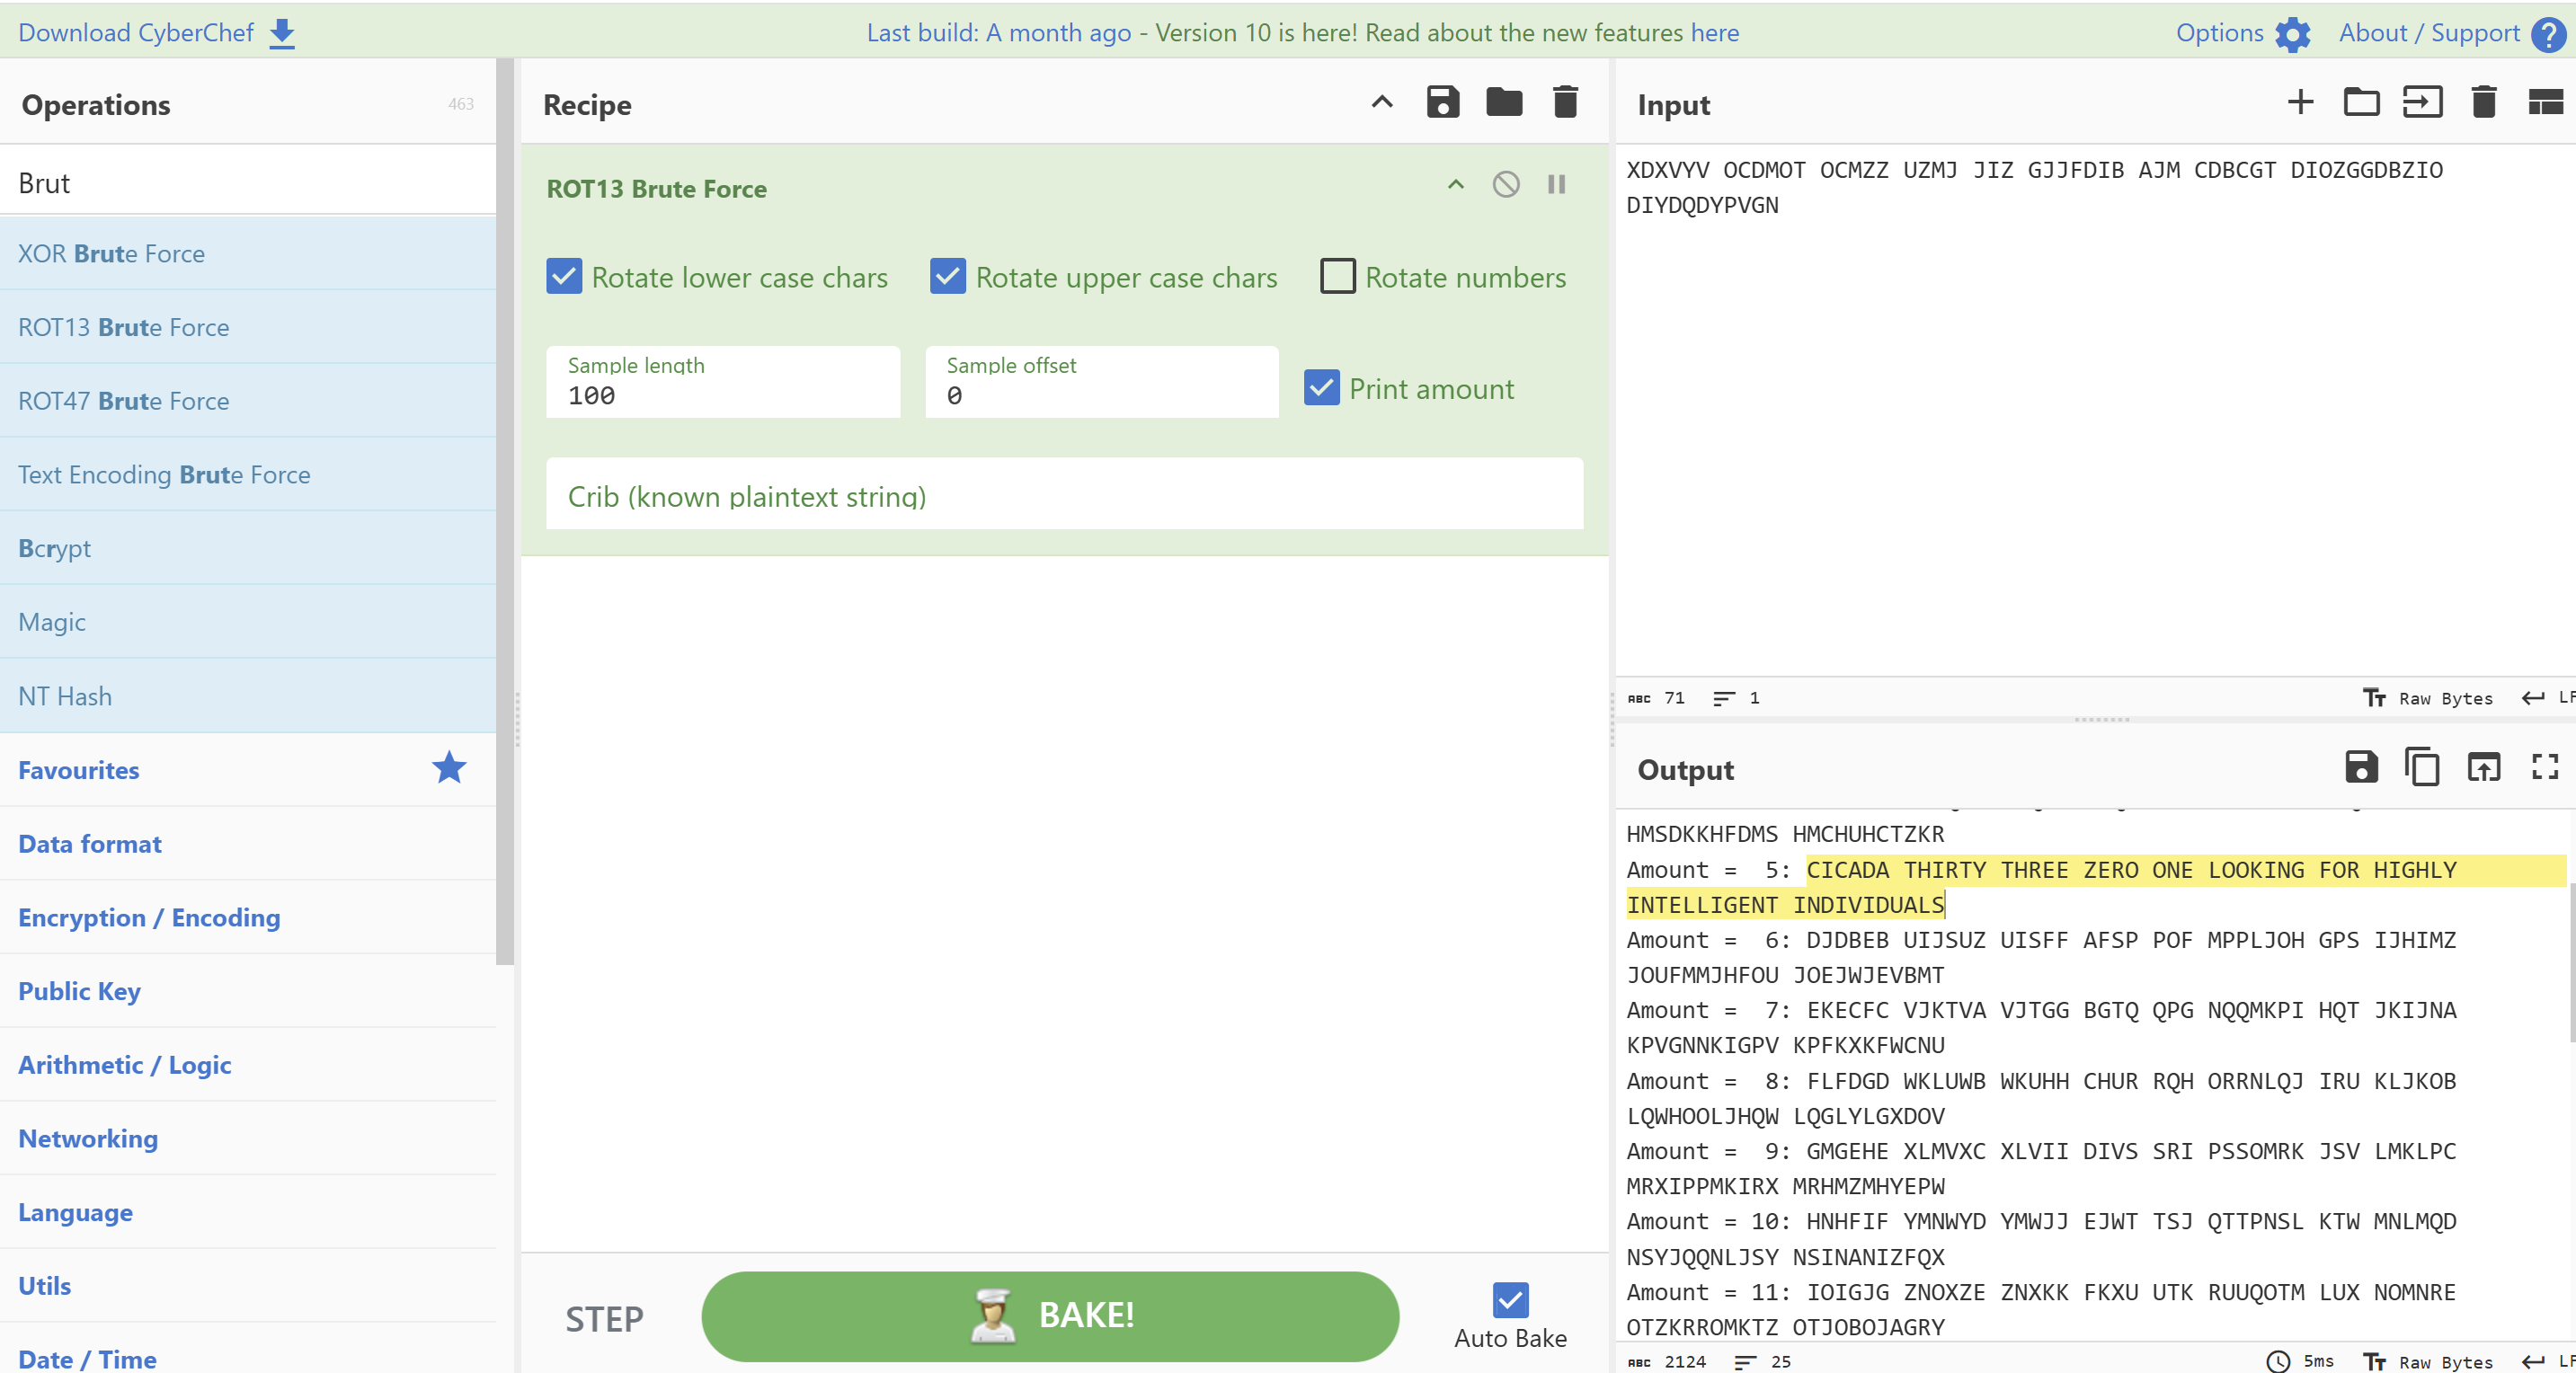 Download CyberChef
Last build: A month ago - Version 10 is here! Read about the new features here
Options
About / Support
Operations
463
Brut
XOR Brute Force
ROT13 Brute Force
ROT47 Brute Force
Text Encoding Brute Force
Bcrypt
Magic
NT Hash
Favourites
Data format
Encryption / Encoding
Public Key
Arithmetic / Logic
Networking
Language
Utils
Date / Time
Recipe
ROT13 Brute Force
Rotate lower case chars
Rotate upper case chars
Rotate numbers
Sample length
100
Sample offset
0
Print amount
Crib (known plaintext string)
STEP
BAKE!
Auto Bake
Input
XDXVYV OCDMOT OCMZZ UZMJ JIZ GJJFDIB AJM CDBCGT DIOZGGDBZIO
DIYDQDYPVGN
ABC 71
1
Tr Raw Bytes
LF
Output
HMSDKKHFDMS HMCHUHCTZKR
Amount =  5: CICADA THIRTY THREE ZERO ONE LOOKING FOR HIGHLY
INTELLIGENT INDIVIDUALS
Amount =  6: DJDBEB UIJSUZ UISFF AFSP POF MPPLJOH GPS IJHIMZ
JOUFMMJHFOU JOEJWJEVBMT
Amount =  7: EKECFC VJKTVA VJTGG BGTQ QPG NQQMKPI HQT JKIJNA
KPVGNNKIGPV KPFKXKFWCNU
Amount =  8: FLFDGD WKLUWB WKUHH CHUR RQH ORRNLQJ IRU KLJKOB
LQWHOOLJHQW LQGLYLGXDOV
Amount =  9: GMGEHE XLMVXC XLVII DIVS SRI PSSOMRK JSV LMKLPC
MRXIPPMKIRX MRHMZMHYEPW
Amount = 10: HNHFIF YMNWYD YMWJJ EJWT TSJ QTTPNSL KTW MNLMQD
NSYJQQNLJSY NSINANIZFQX
Amount = 11: IOIGJG ZNOXZE ZNXKK FKXU UTK RUUQOTM LUX NOMNRE
OTZKRROMKTZ OTJOBOJAGRY
ABC 2124
25
5ms
Tr Raw Bytes
LF